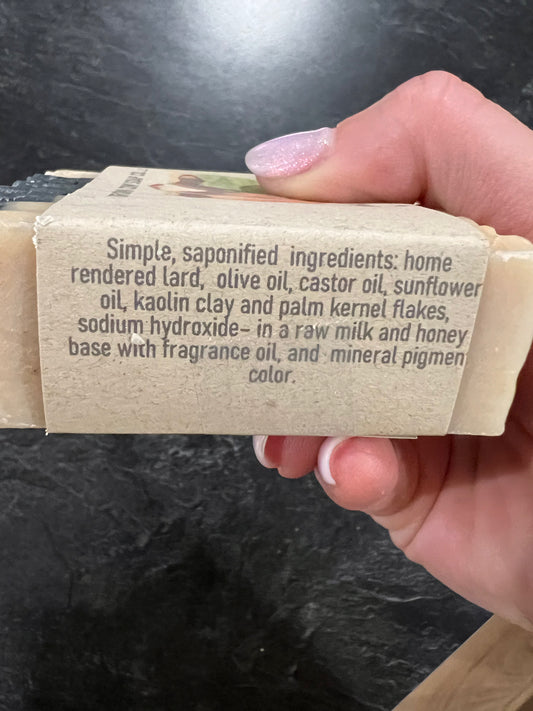 Simple, saponified ingredients: home
rendered lard, olive oil, castor oil, sunflower
oil, kaolin clay and palm kernel flakes,
sodium hydroxide– in a raw milk and honey
base with fragrance oil, and mineral pigmen
color.